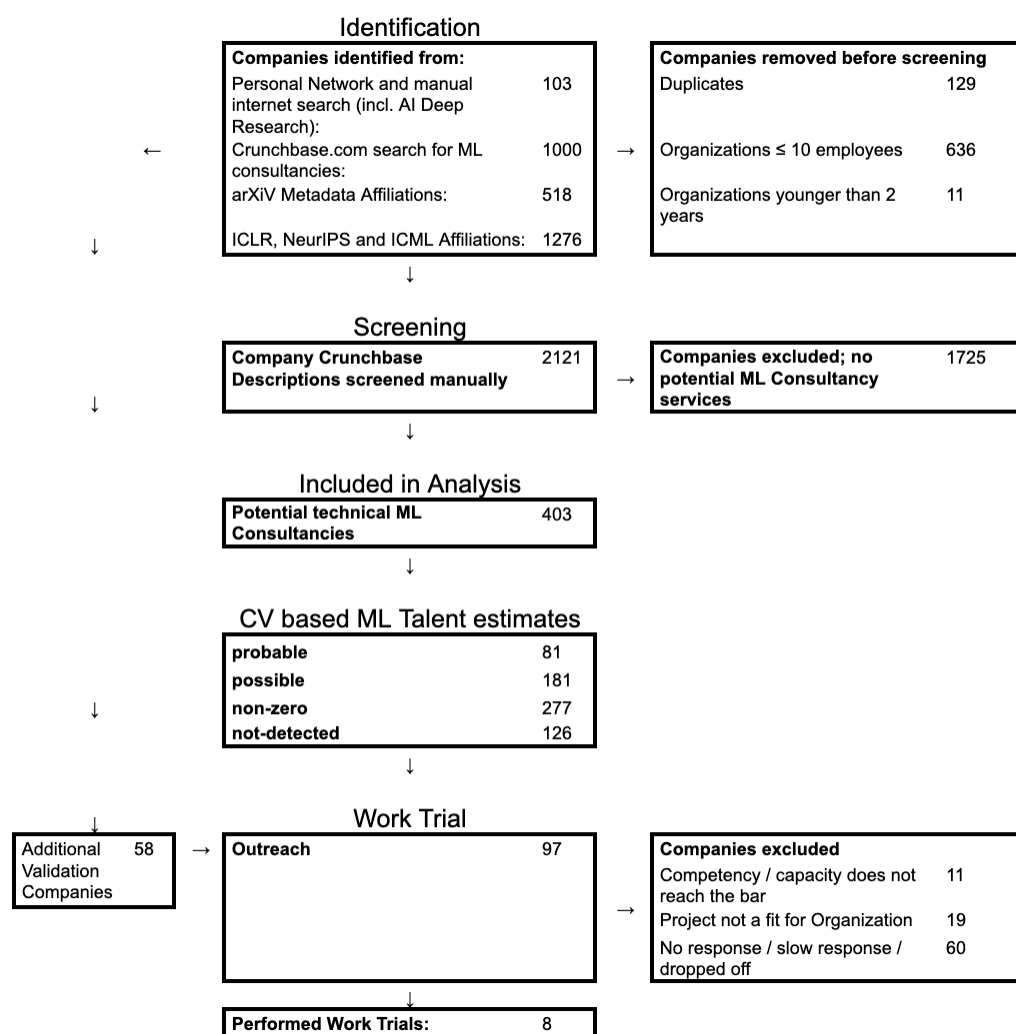 Identification
Companies identified from:
Personal Network and manual 103
internet search (incl. AI Deep
Research):
Crunchbase.com search for ML 1000
consultancies:
arXiV Metadata Affiliations: 518
ICLR, NeurIPS and ICML Affiliations: 1276
Companies removed before screening
Duplicates 129
Organizations ≤ 10 employees 636
Organizations younger than 2 11
years
Screening
Company Crunchbase 2121
Descriptions screened manually
Companies excluded; no 1725
potential ML Consultancy
services
Included in Analysis
Potential technical ML 403
Consultancies
CV based ML Talent estimates
probable 81
possible 181
non-zero 277
not-detected 126
Work Trial
Additional 58
Validation
Companies
Outreach 97
Companies excluded
Competency / capacity does not 11
reach the bar
Project not a fit for Organization 19
No response / slow response / 60
dropped off
Performed Work Trials: 8